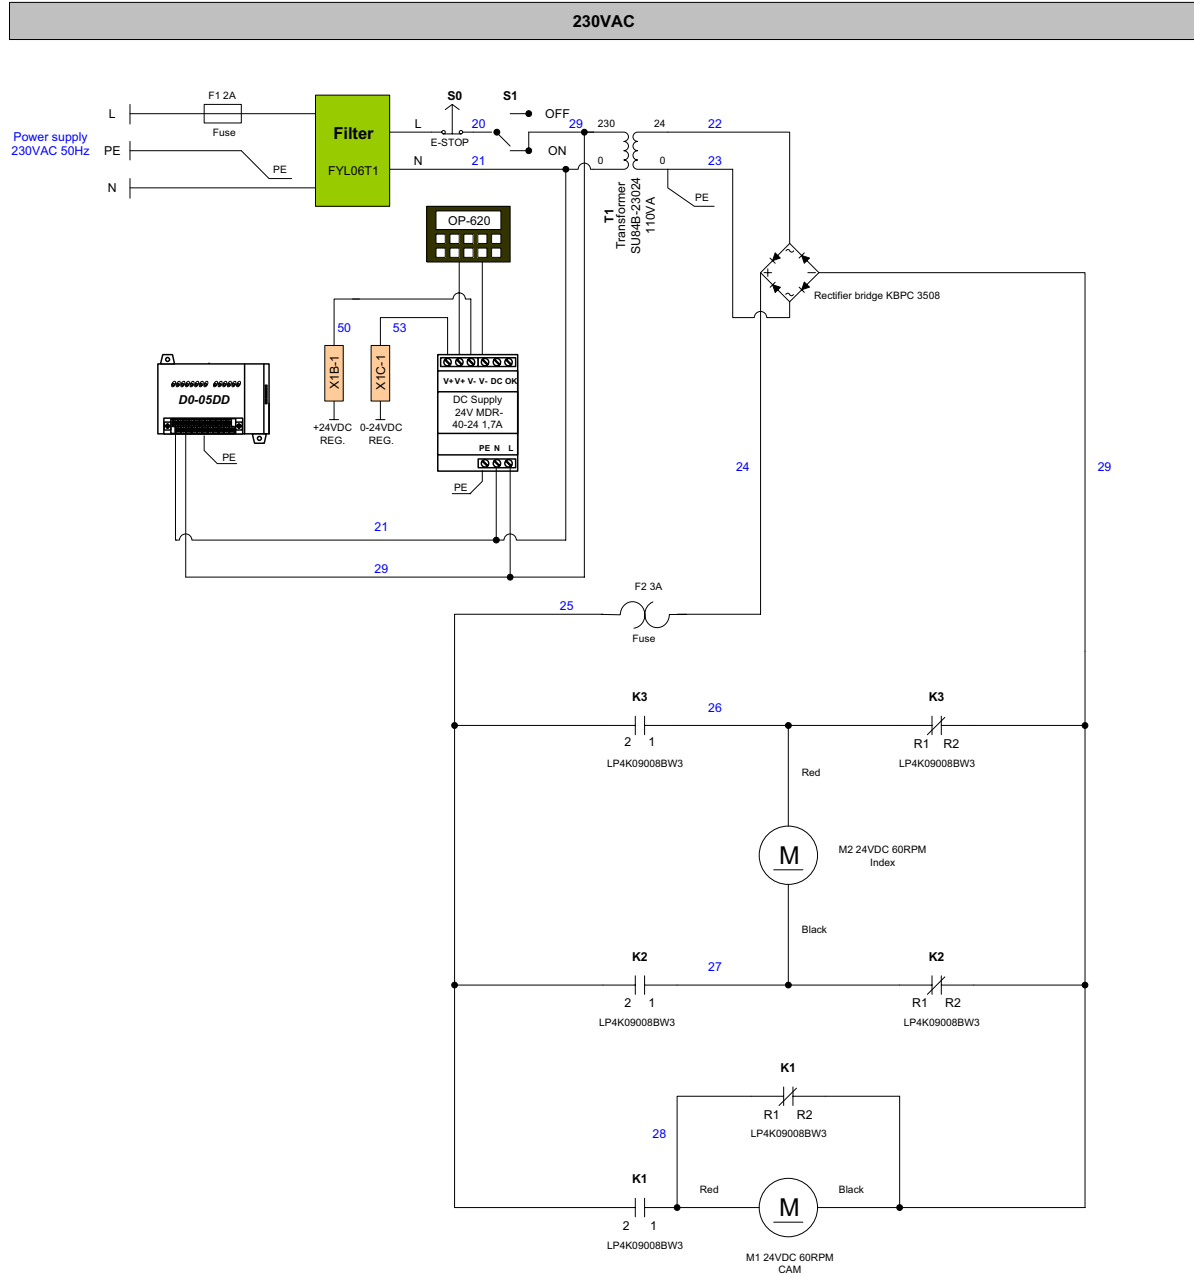 230VAC
F1 2A
Fuse
L
Power supply
230VAC 50Hz
PE
PE
N
Filter
FYL06T1
L
N
S0
E-STOP
20
21
S1
OFF
ON
29
230
0
24
0
22
23
PE
T1
Transformer
SU84B-23024
110VA
OP-620
Rectifier bridge KBPC 3508
50
53
X1B-1
X1C-1
+24VDC
REG.
0-24VDC
REG.
V+ V+ V- V- DC OK
DC Supply
24V MDR-
40-24 1,7A
PE N L
PE
D0-05DD
PE
21
29
24
29
F2 3A
Fuse
25
K3
2 1
LP4K09008BW3
26
K3
R1 R2
LP4K09008BW3
Red
M
M2 24VDC 60RPM
Index
Black
K2
2 1
LP4K09008BW3
27
K2
R1 R2
LP4K09008BW3
K1
R1 R2
LP4K09008BW3
28
K1
2 1
LP4K09008BW3
Red
M
Black
M1 24VDC 60RPM
CAM